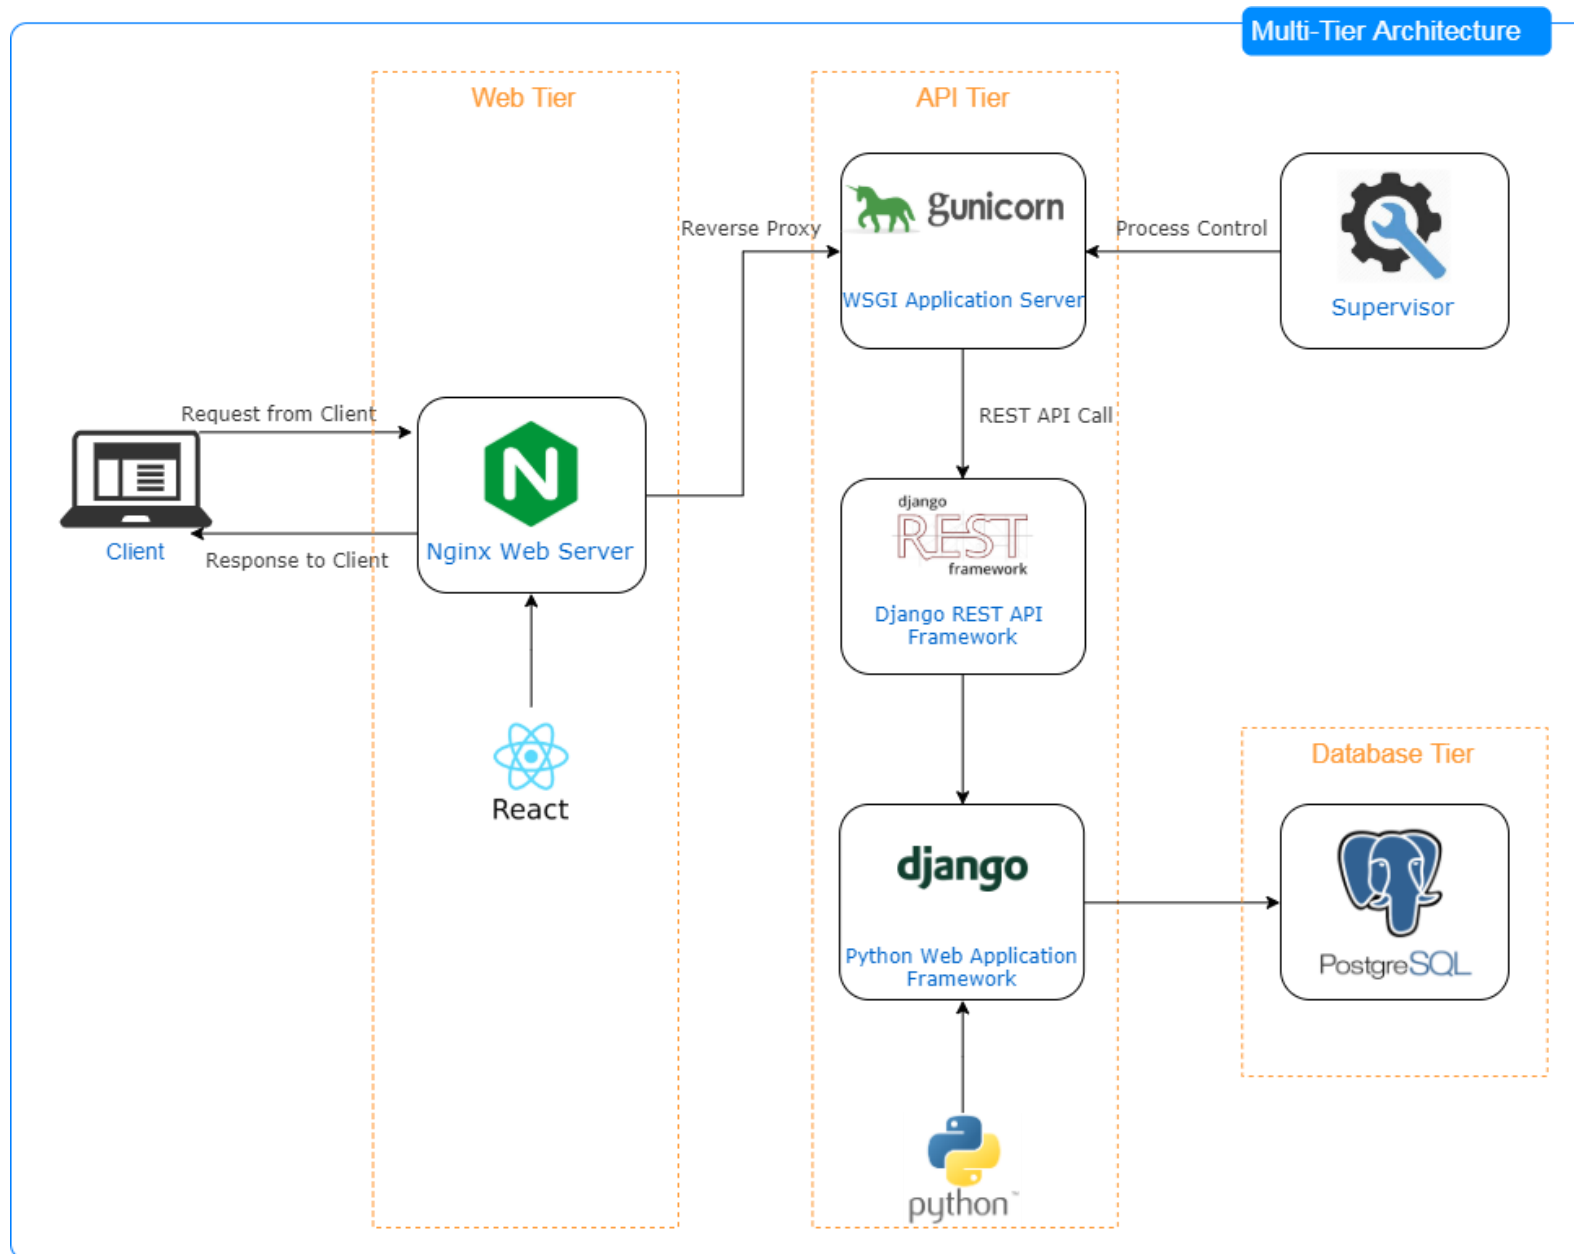 Multi-Tier Architecture
Web Tier
API Tier
gunicorn
WSGI Application Server
Reverse Proxy
Process Control
Supervisor
Request from Client
Client
Response to Client
N
Nginx Web Server
REST API Call
django
REST
framework
Django REST API
Framework
React
Database Tier
django
Python Web Application
Framework
PostgreSQL
python™